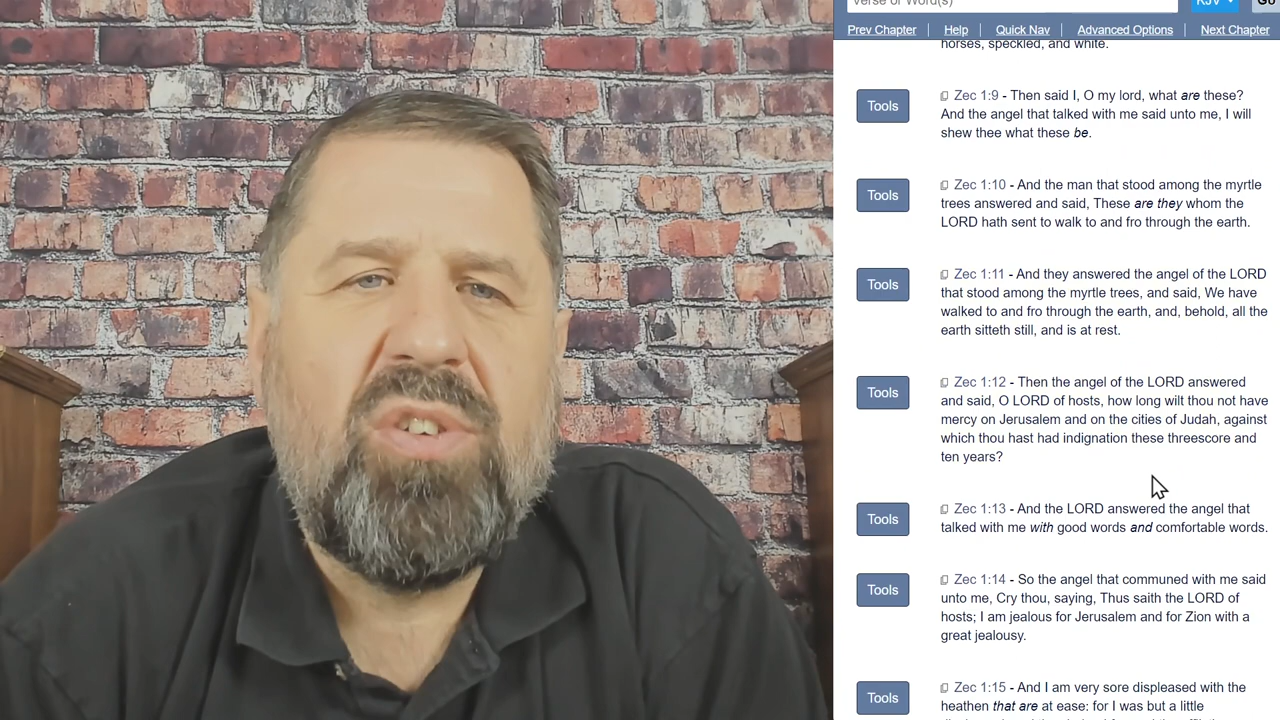 Verse or Word(s)
KJV
Go
Prev Chapter
Help
Quick Nav
Advanced Options
Next Chapter
horses, speckled, and white.
Tools
Zec 1:9 - Then said I, O my lord, what are these?
And the angel that talked with me said unto me, I will
shew thee what these be.
Tools
Zec 1:10 - And the man that stood among the myrtle
trees answered and said, These are they whom the
LORD hath sent to walk to and fro through the earth.
Tools
Zec 1:11 - And they answered the angel of the LORD
that stood among the myrtle trees, and said, We have
walked to and fro through the earth, and, behold, all the
earth sitteth still, and is at rest.
Tools
Zec 1:12 - Then the angel of the LORD answered
and said, O LORD of hosts, how long wilt thou not have
mercy on Jerusalem and on the cities of Judah, against
which thou hast had indignation these threescore and
ten years?
Tools
Zec 1:13 - And the LORD answered the angel that
talked with me with good words and comfortable words.
Tools
Zec 1:14 - So the angel that communed with me said
unto me, Cry thou, saying, Thus saith the LORD of
hosts; I am jealous for Jerusalem and for Zion with a
great jealousy.
Tools
Zec 1:15 - And I am very sore displeased with the
heathen that are at ease: for I was but a little